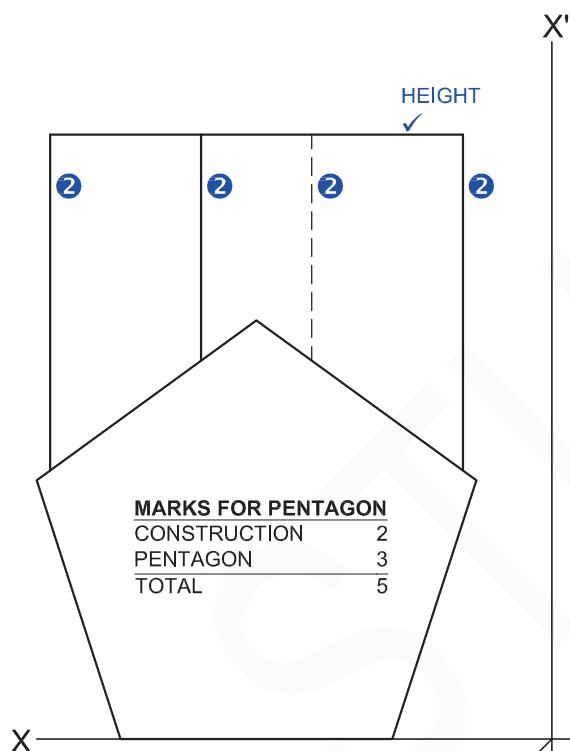 X'
HEIGHT
✓
2 2 2 2
MARKS FOR PENTAGON
CONSTRUCTION 2
PENTAGON 3
TOTAL 5
X